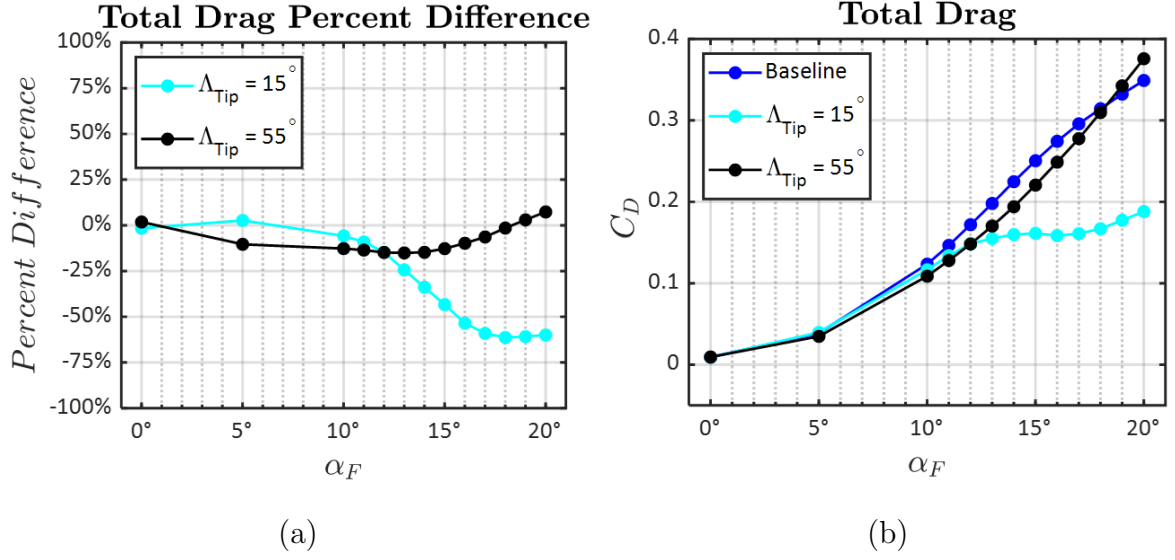 Total Drag Percent Difference
100%
75%
50%
25%
0%
-25%
-50%
-75%
-100%
Percent Difference
Λ_Tip = 15°
Λ_Tip = 55°
0° 5° 10° 15° 20°
α_F
(a)
Total Drag
0.4
0.3
0.2
0.1
0
C_D
Baseline
Λ_Tip = 15°
Λ_Tip = 55°
0° 5° 10° 15° 20°
α_F
(b)